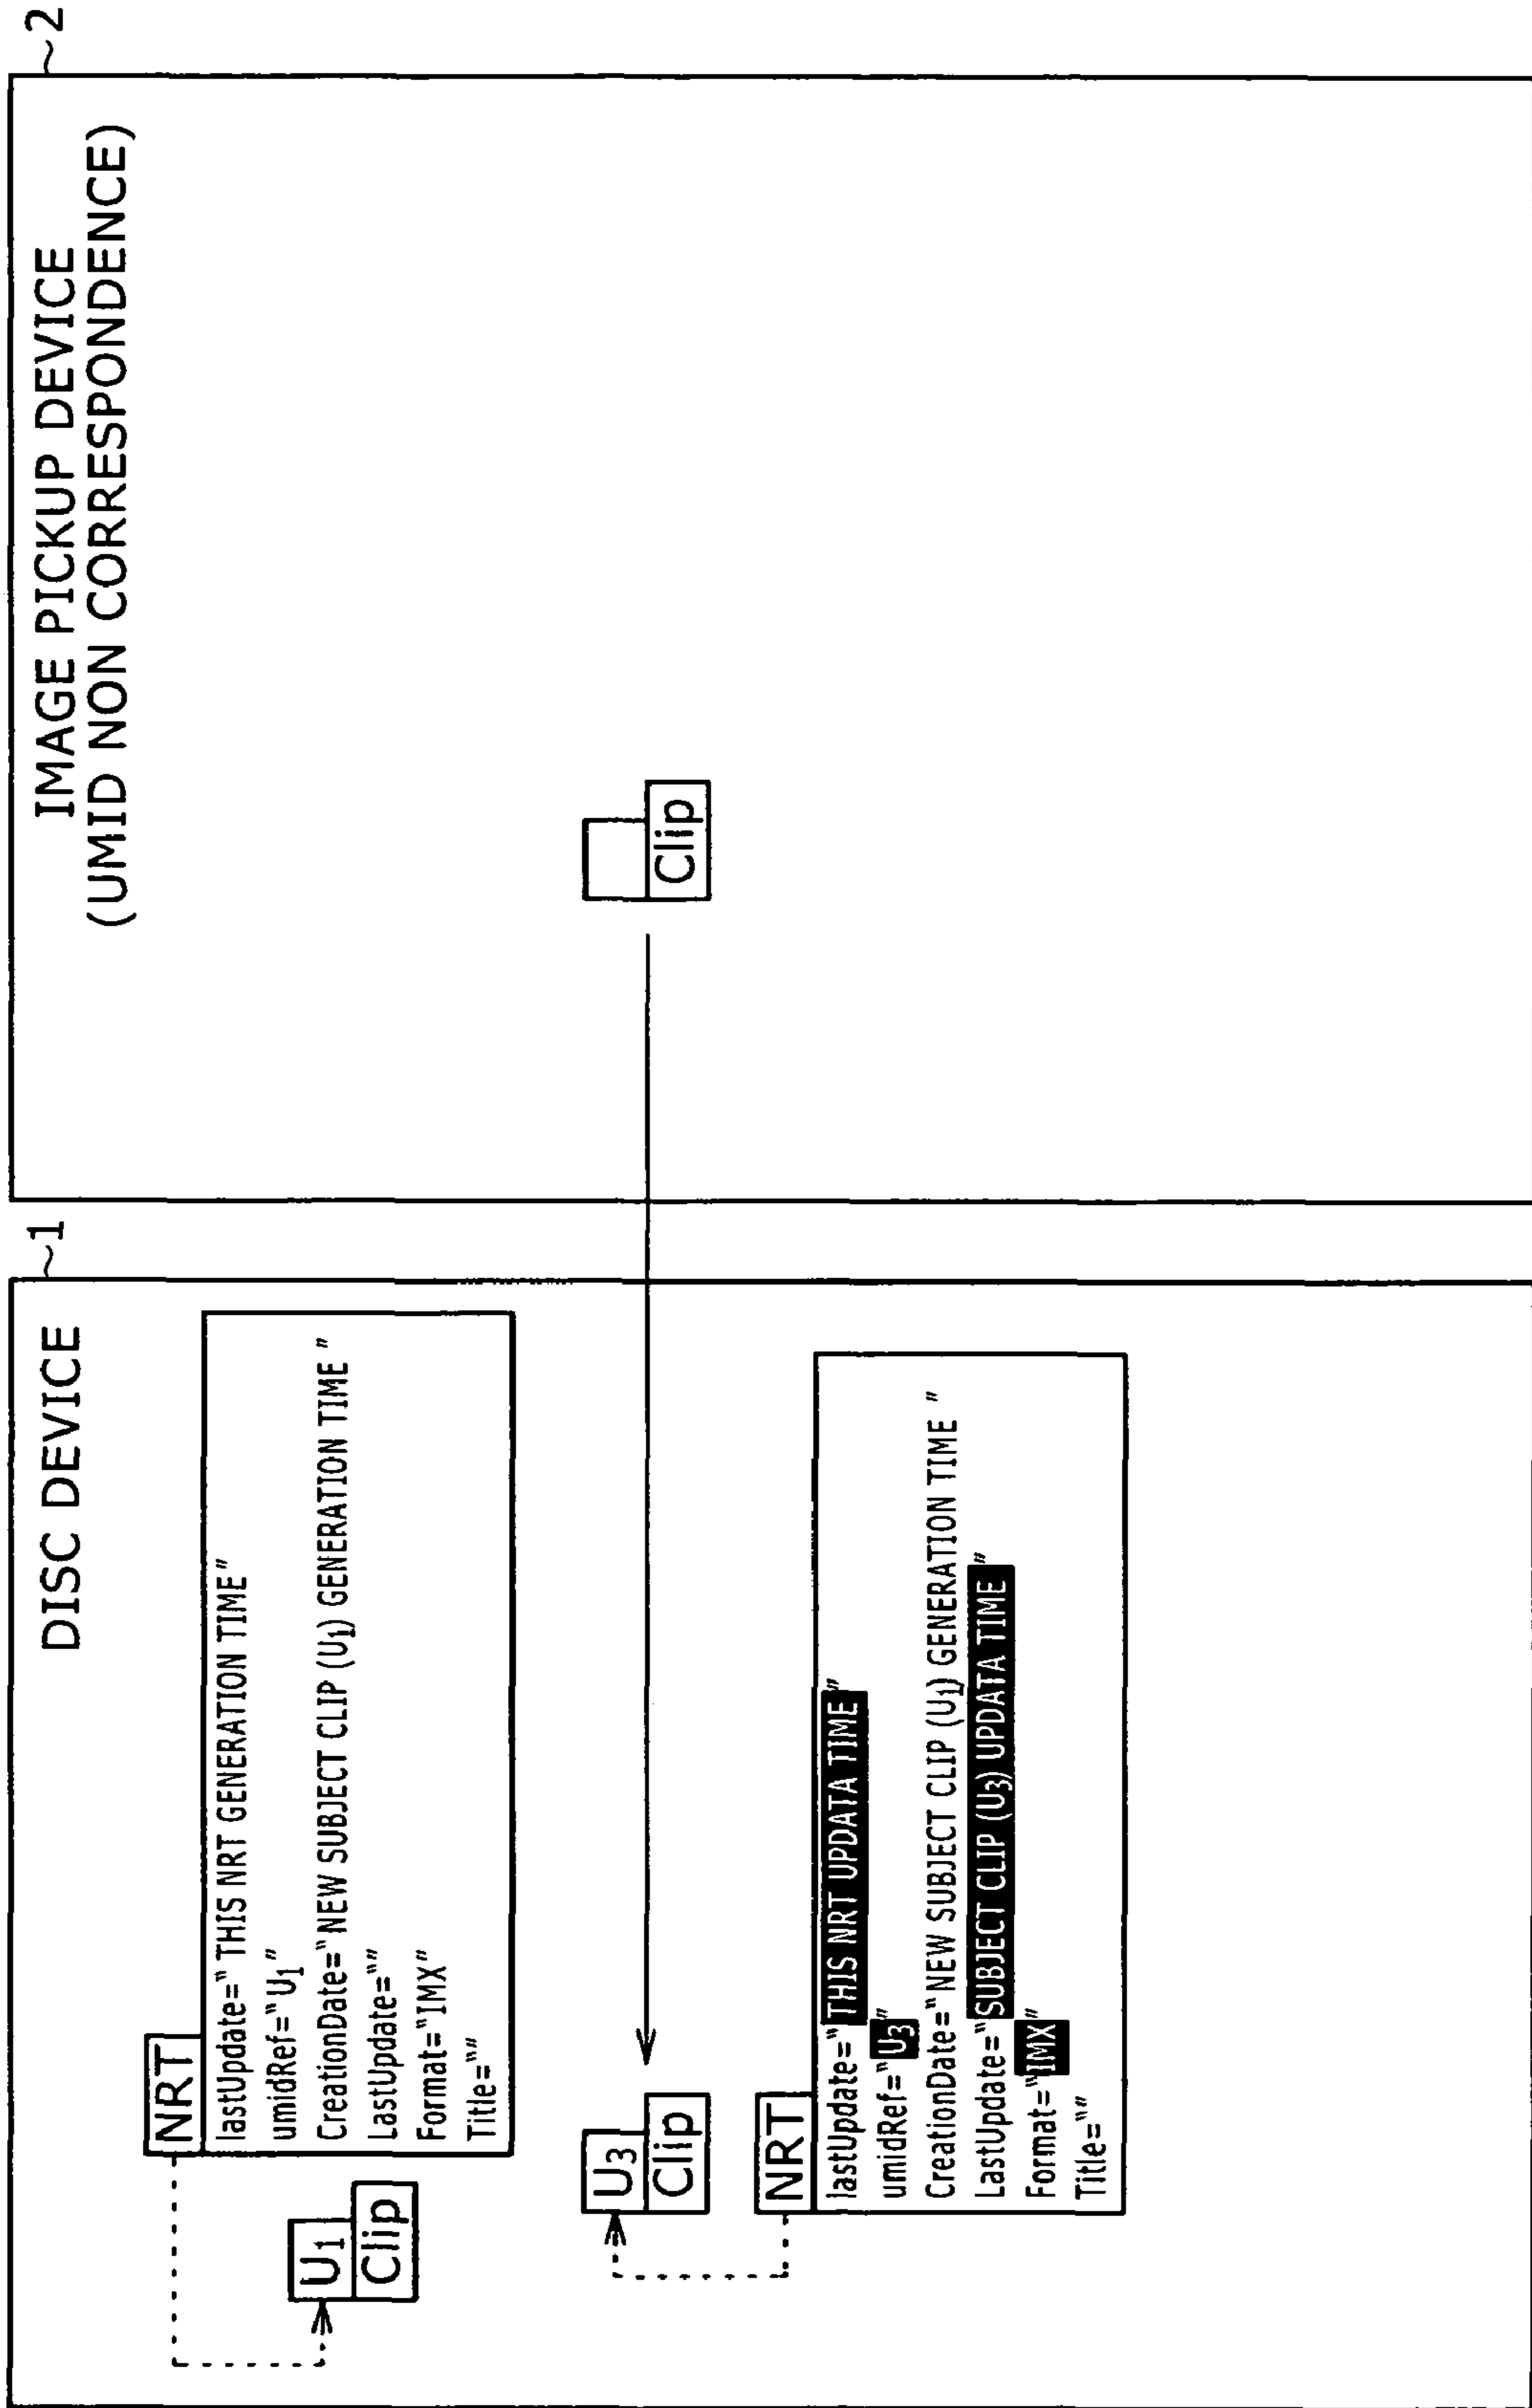 DISC DEVICE
~1
NRT
lastUpdate="THIS NRT GENERATION TIME"
umidRef="U1"
CreationDate="NEW SUBJECT CLIP (U1) GENERATION TIME "
LastUpdate=""
Format="IMX"
Title=""
U1
Clip
U3
Clip
NRT
lastUpdate="THIS NRT UPDATA TIME"
umidRef="U3"
CreationDate="NEW SUBJECT CLIP (U1) GENERATION TIME "
LastUpdate="SUBJECT CLIP (U3) UPDATA TIME"
Format="IMX"
Title=""
IMAGE PICKUP DEVICE
(UMID NON CORRESPONDENCE)
~2
Clip